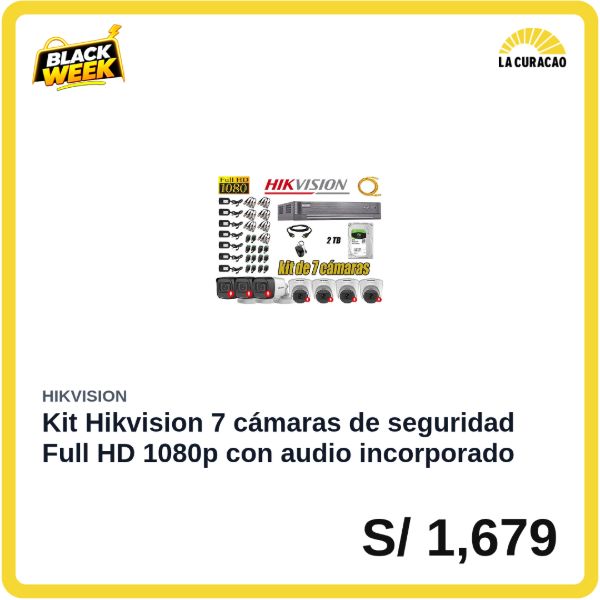 BLACK
WEEK
LA CURACAO
Full HD
1080
HIKVISION
2 TB
kit de 7 cámaras
HIKVISION
Kit Hikvision 7 cámaras de seguridad
Full HD 1080p con audio incorporado
S/ 1,679